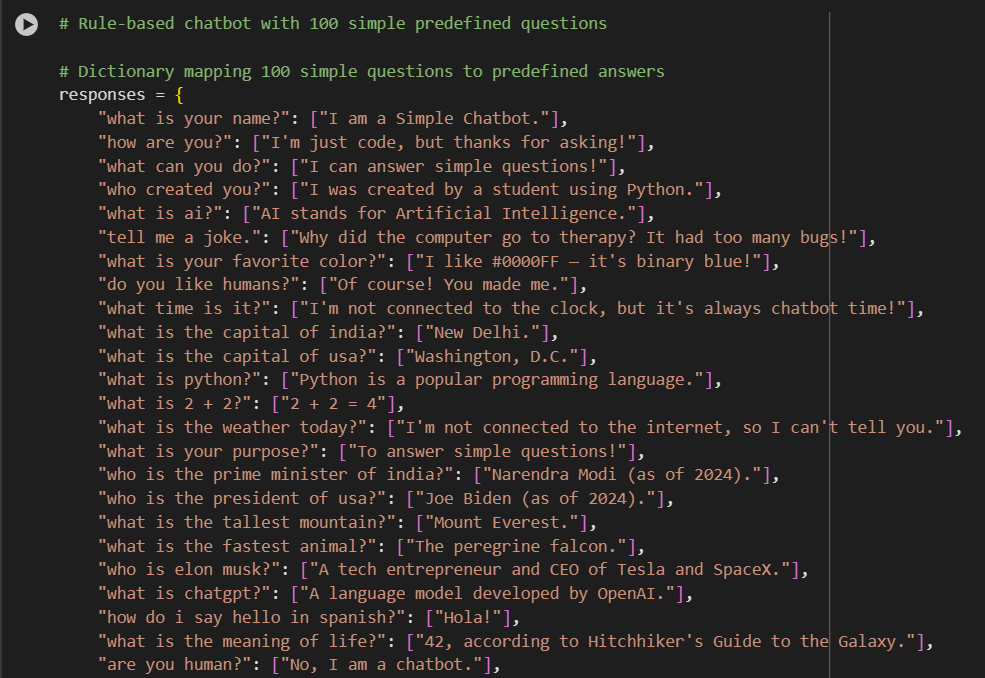 # Rule-based chatbot with 100 simple predefined questions
# Dictionary mapping 100 simple questions to predefined answers
responses = {
"what is your name?": ["I am a Simple Chatbot."],
"how are you?": ["I'm just code, but thanks for asking!"],
"what can you do?": ["I can answer simple questions!"],
"who created you?": ["I was created by a student using Python."],
"what is ai?": ["AI stands for Artificial Intelligence."],
"tell me a joke.": ["Why did the computer go to therapy? It had too many bugs!"],
"what is your favorite color?": ["I like #0000FF — it's binary blue!"],
"do you like humans?": ["Of course! You made me."],
"what time is it?": ["I'm not connected to the clock, but it's always chatbot time!"],
"what is the capital of india?": ["New Delhi."],
"what is the capital of usa?": ["Washington, D.C."],
"what is python?": ["Python is a popular programming language."],
"what is 2 + 2?": ["2 + 2 = 4"],
"what is the weather today?": ["I'm not connected to the internet, so I can't tell you."],
"what is your purpose?": ["To answer simple questions!"],
"who is the prime minister of india?": ["Narendra Modi (as of 2024)."],
"who is the president of usa?": ["Joe Biden (as of 2024)."],
"what is the tallest mountain?": ["Mount Everest."],
"what is the fastest animal?": ["The peregrine falcon."],
"who is elon musk?": ["A tech entrepreneur and CEO of Tesla and SpaceX."],
"what is chatgpt?": ["A language model developed by OpenAI."],
"how do i say hello in spanish?": ["Hola!"],
"what is the meaning of life?": ["42, according to Hitchhiker's Guide to the Galaxy."],
"are you human?": ["No, I am a chatbot."],